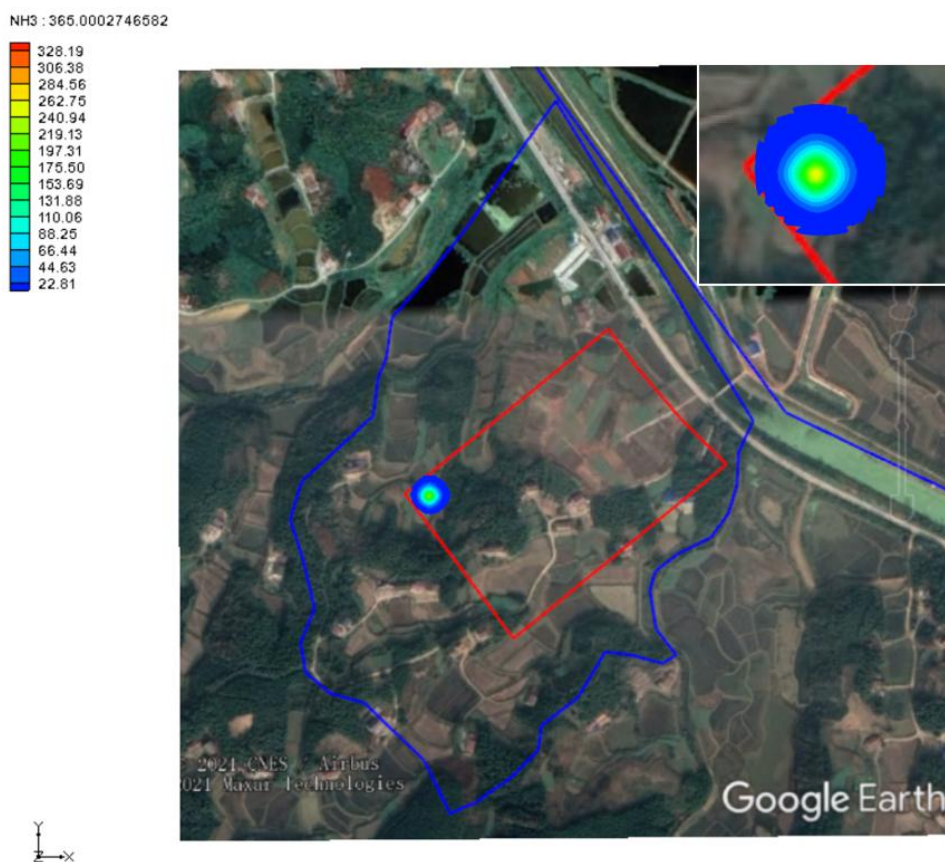 NH3 : 365.0002746582
328.19
306.38
284.56
262.75
240.94
219.13
197.31
175.50
153.69
131.88
110.06
88.25
66.44
44.63
22.81
2021 CNES / Airbus
2021 Maxar Technologies
Google Earth
Y
Z X